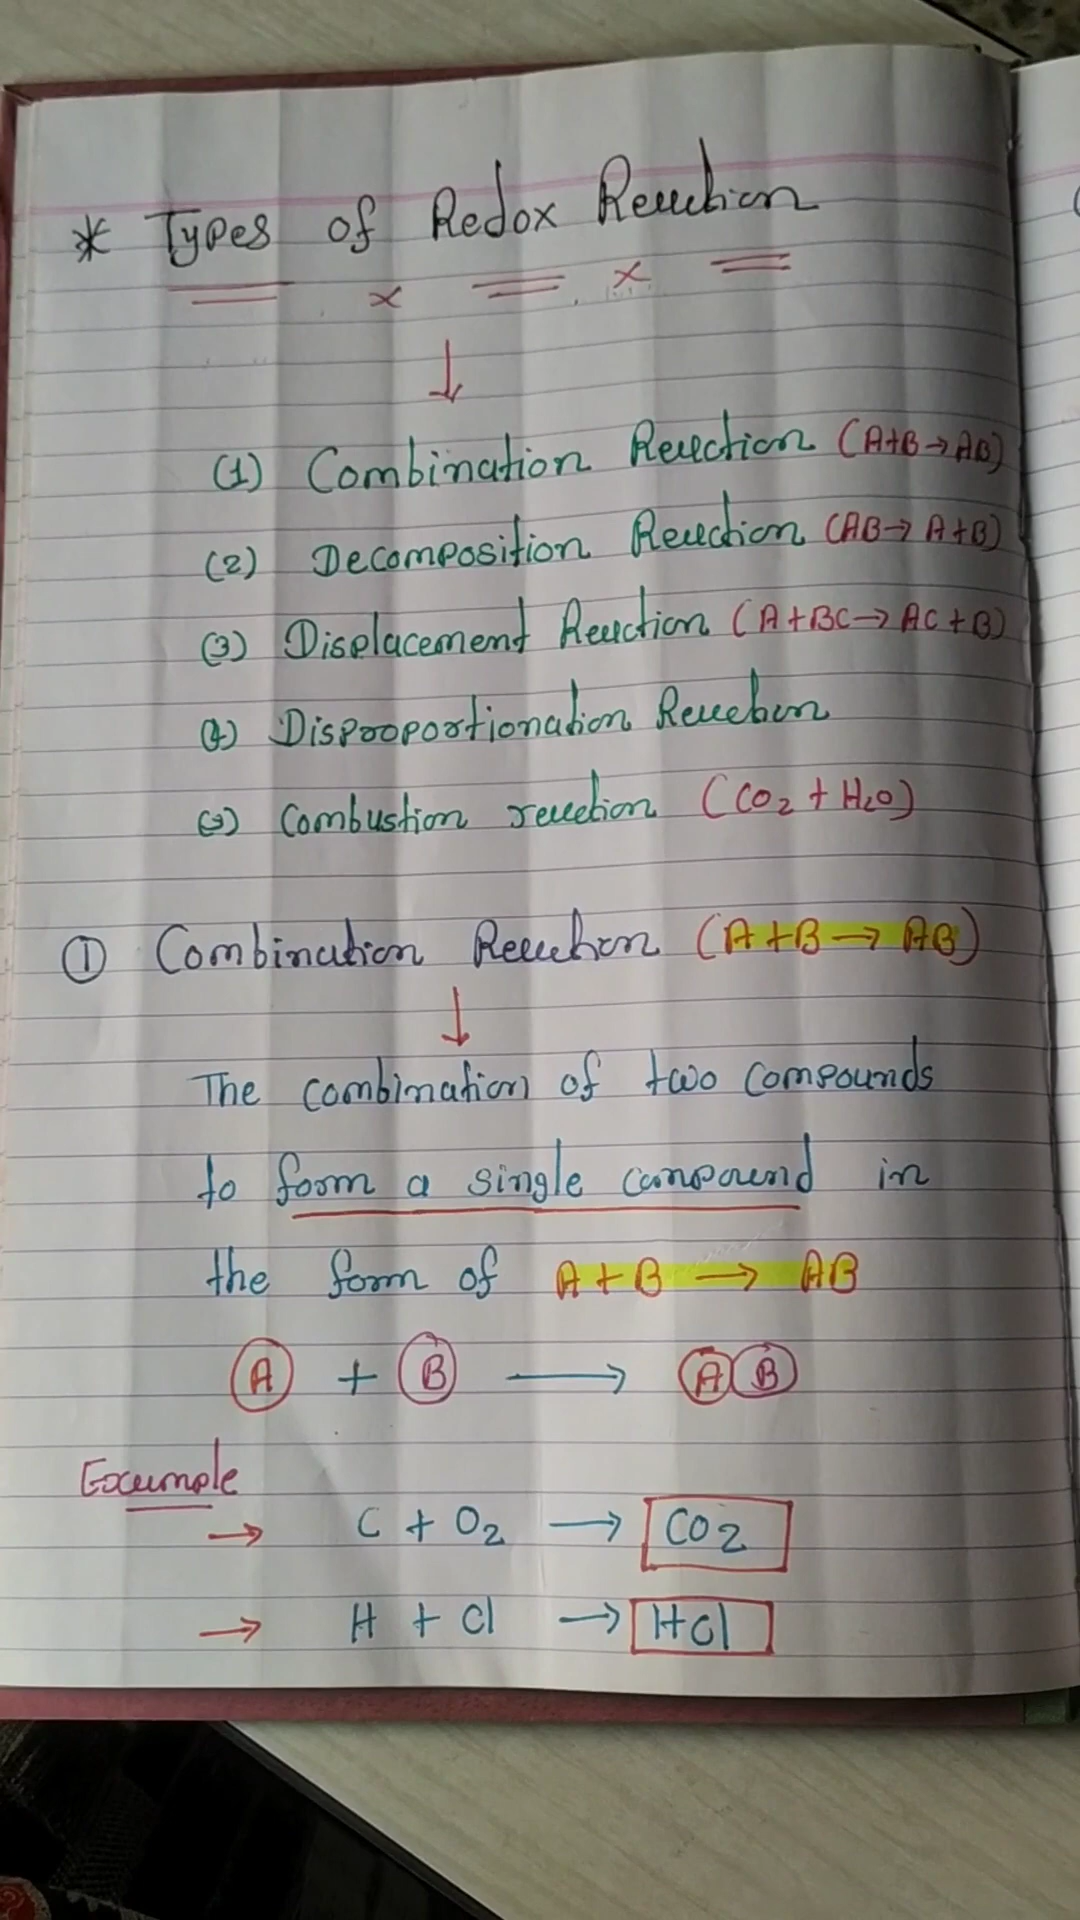 * Types of Redox Reaction
(1) Combination Reaction (A+B→AB)
(2) Decomposition Reaction (AB→ A+B)
(3) Displacement Reaction (A+BC→AC+B)
(4) Disproportionation Reaction
(5) Combustion reaction (CO2 + H2O)
① Combination Reaction (A+B→ AB)
The combination of two compounds
to form a single compound in
the form of A+B → AB
A + B → A B
Example
→ C + O2 → CO2
→ H + Cl → HCl